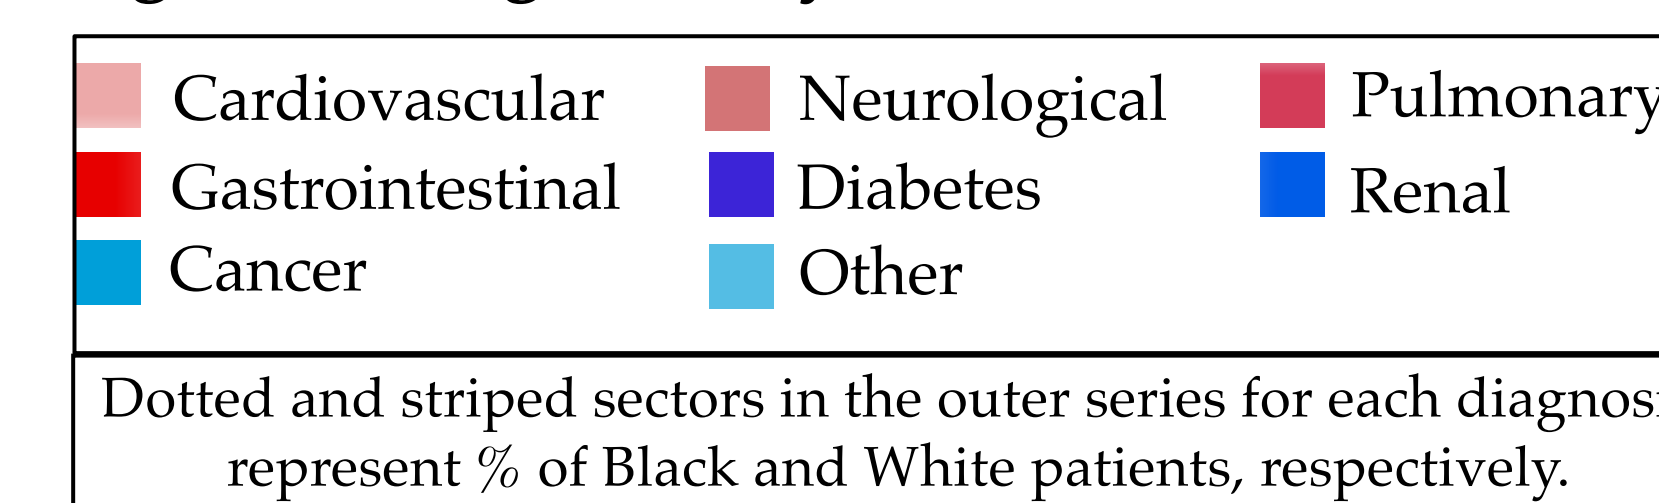 Cardiovascular Neurological Pulmonary
Gastrointestinal Diabetes Renal
Cancer Other
Dotted and striped sectors in the outer series for each
represent % of Black and White patients, respectively.